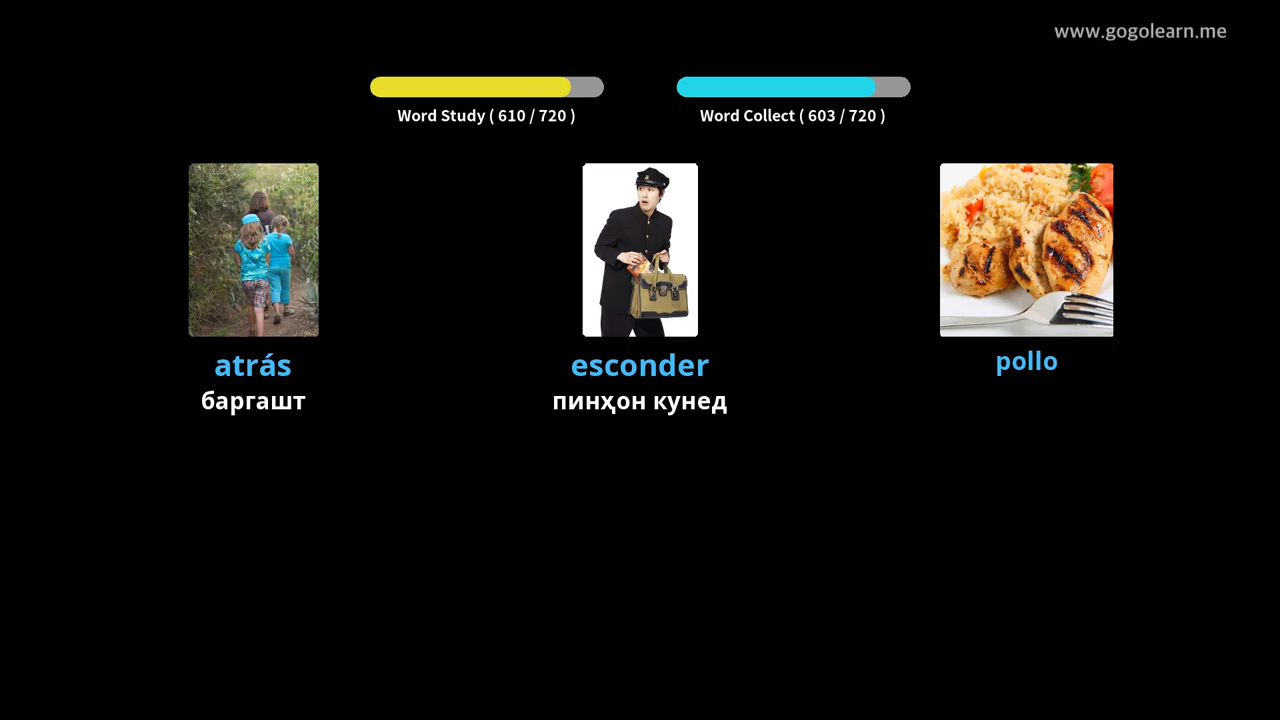 www.gogolearn.me
Word Study ( 610 / 720 )
Word Collect ( 603 / 720 )
atrás
esconder
pollo
баргашт
пинҳон кунед